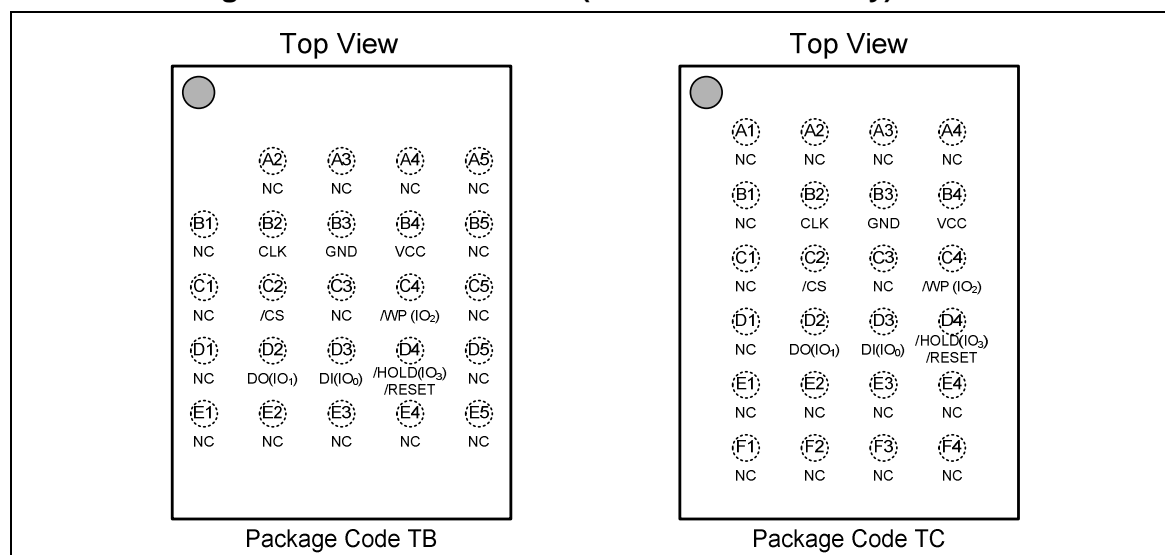 Top View
A2 A3 A4 A5
NC NC NC NC
B1 B2 B3 B4 B5
NC CLK GND VCC NC
C1 C2 C3 C4 C5
NC /CS NC /WP (IO₂) NC
D1 D2 D3 D4 D5
NC DO(IO₁) DI(IO₀) /HOLD(IO₃) NC
/RESET
E1 E2 E3 E4 E5
NC NC NC NC NC
Package Code TB
Top View
A1 A2 A3 A4
NC NC NC NC
B1 B2 B3 B4
NC CLK GND VCC
C1 C2 C3 C4
NC /CS NC /WP (IO₂)
D1 D2 D3 D4
NC DO(IO₁) DI(IO₀) /HOLD(IO₃)
/RESET
E1 E2 E3 E4
NC NC NC NC
F1 F2 F3 F4
NC NC NC NC
Package Code TC